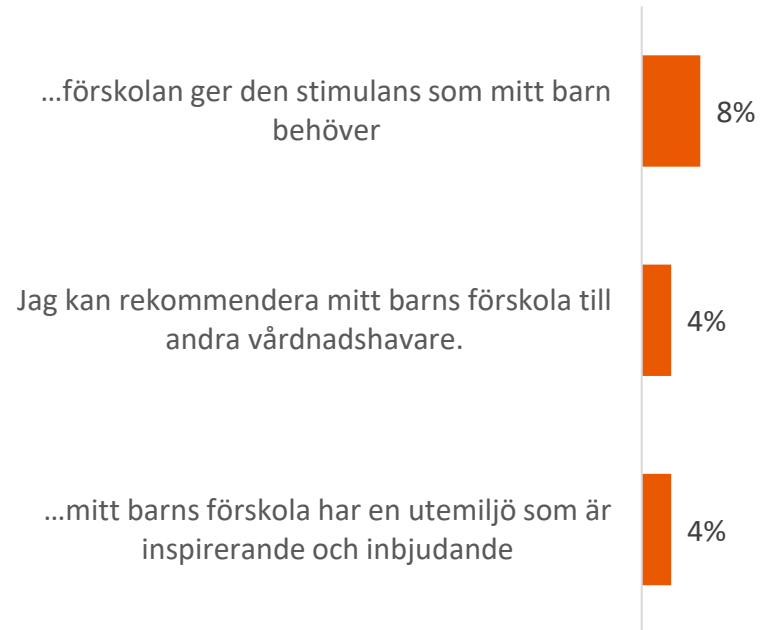 …förskolan ger den stimulans som mitt barn
behöver
8%
Jag kan rekommendera mitt barns förskola till
andra vårdnadshavare.
4%
…mitt barns förskola har en utemiljö som är
inspirerande och inbjudande
4%